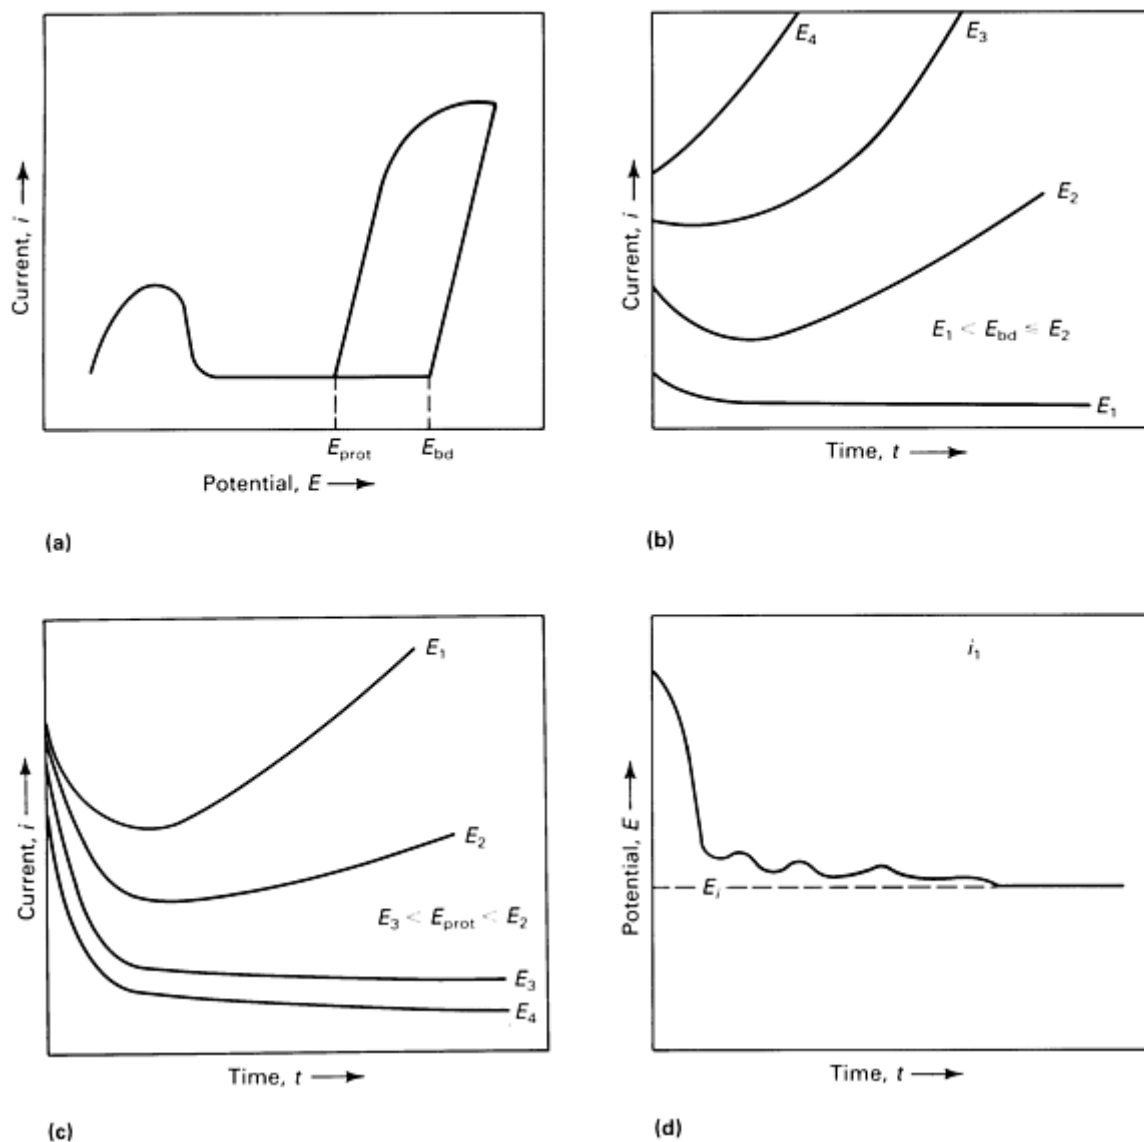 Current, i →
E_prot
E_bd
Potential, E →
(a)
Current, i →
E_4
E_3
E_2
E_1 < E_bd ≤ E_2
E_1
Time, t →
(b)
Current, i →
E_1
E_2
E_3 < E_prot < E_2
E_3
E_4
Time, t →
(c)
i_1
Potential, E →
E_i
Time, t →
(d)